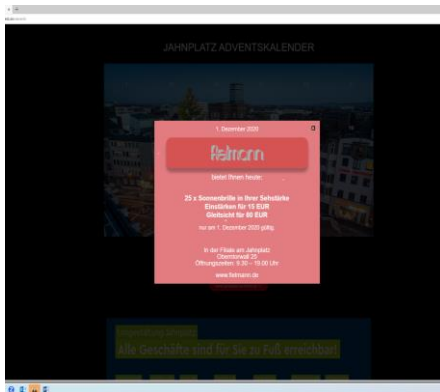 JAHNPLATZ ADVENTSKALENDER
1. Dezember 2020
fielmann
bietet Ihnen heute:
25 x Sonnenbrille in Ihrer Sehstärke
Einstärken für 15 EUR
Gleitsicht für 60 EUR
nur am 1. Dezember 2020 gültig.
In der Filiale am Jahnplatz
Oberntorwall 25
Öffnungszeiten: 9.30 – 19.00 Uhr
www.fielmann.de
Alle Geschäfte sind für Sie zu Fuß erreichbar!